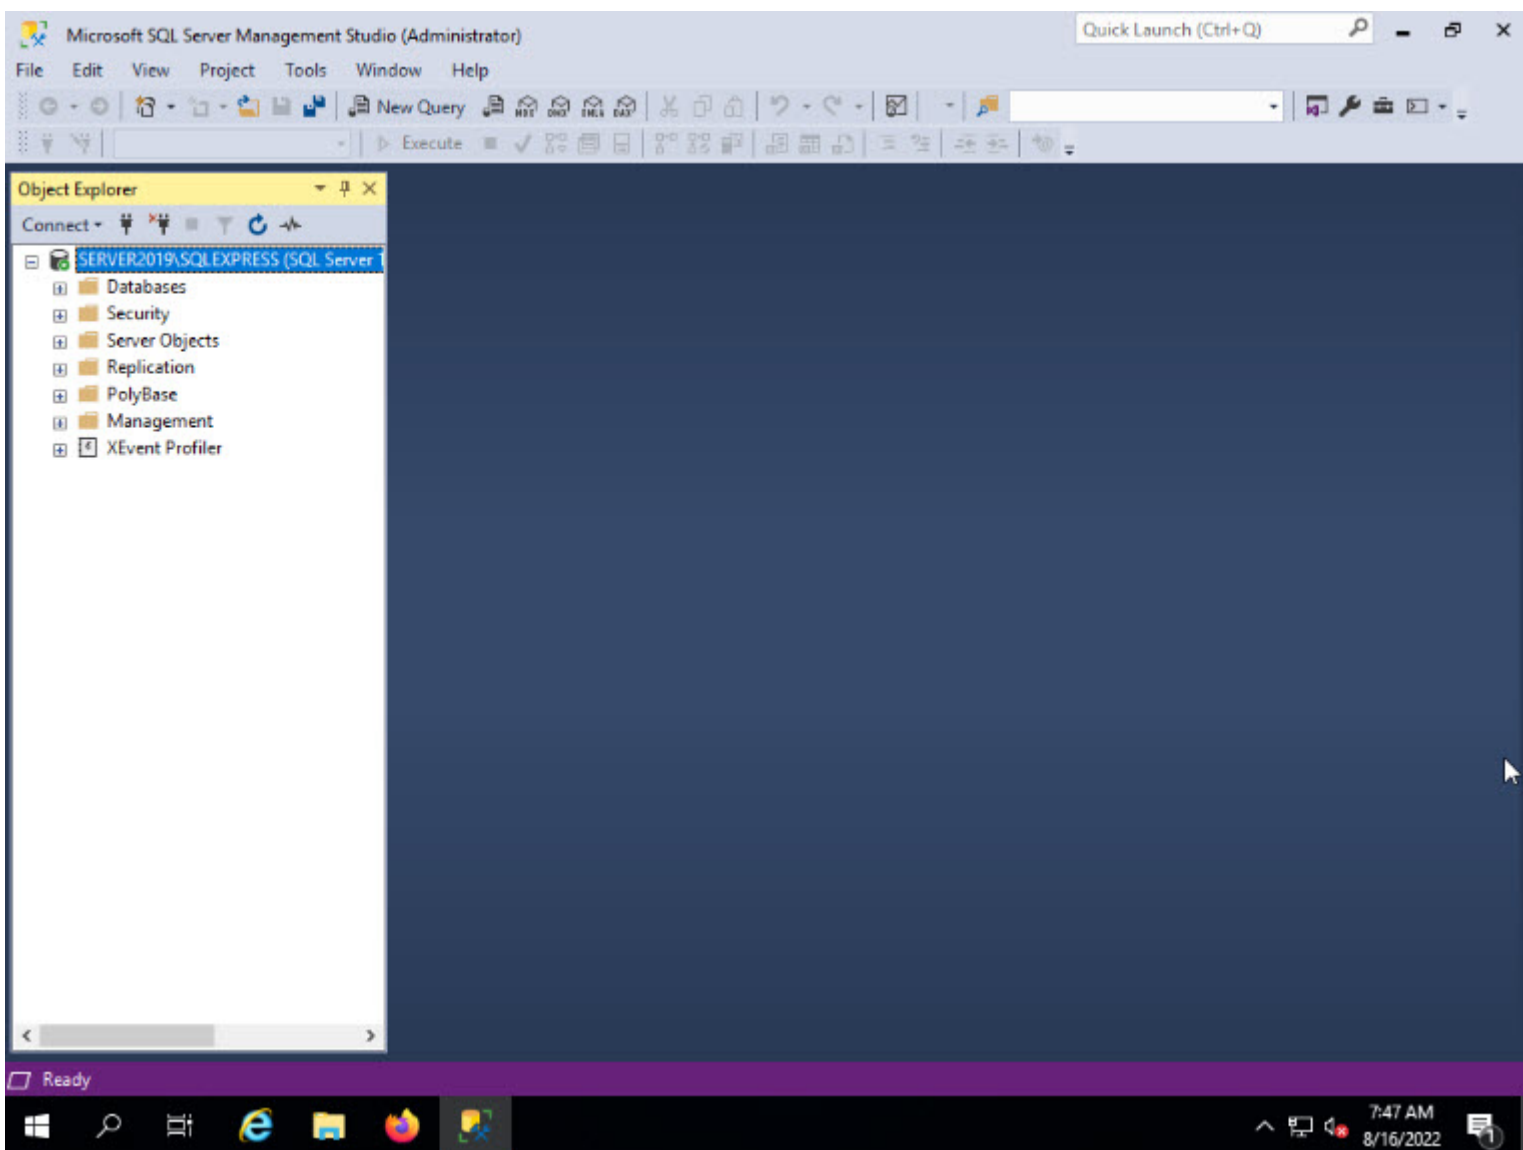 Microsoft SQL Server Management Studio (Administrator)
Quick Launch (Ctrl+Q)
File Edit View Project Tools Window Help
New Query
Execute
Object Explorer
Connect
SERVER2019\SQLEXPRESS (SQL Server 1
Databases
Security
Server Objects
Replication
PolyBase
Management
XEvent Profiler
Ready
7:47 AM
8/16/2022
1